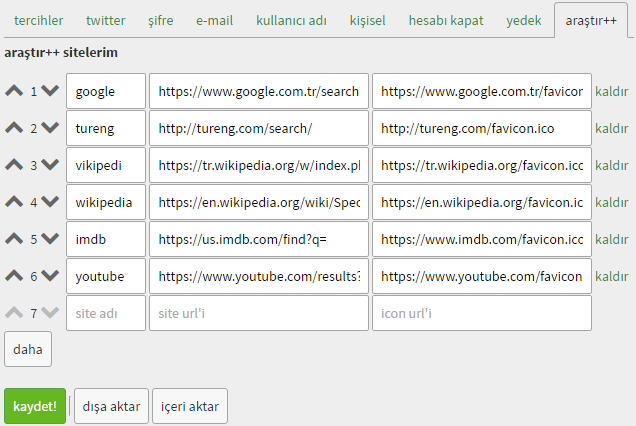 tercihler twitter şifre e-mail kullanıcı adı kişisel hesabı kapat yedek araştır++
araştır++ sitelerim
1 google https://www.google.com.tr/search https://www.google.com.tr/favicon kaldır
2 tureng http://tureng.com/search/ http://tureng.com/favicon.ico kaldır
3 vikipedi https://tr.wikipedia.org/w/index.pl https://tr.wikipedia.org/favicon.icc kaldır
4 wikipedia https://en.wikipedia.org/wiki/Spec https://en.wikipedia.org/favicon.ic kaldır
5 imdb https://us.imdb.com/find?q= https://www.imdb.com/favicon.icc kaldır
6 youtube https://www.youtube.com/results? https://www.youtube.com/favicon kaldır
7 site adı site url'i icon url'i
daha
kaydet! dışa aktar içeri aktar